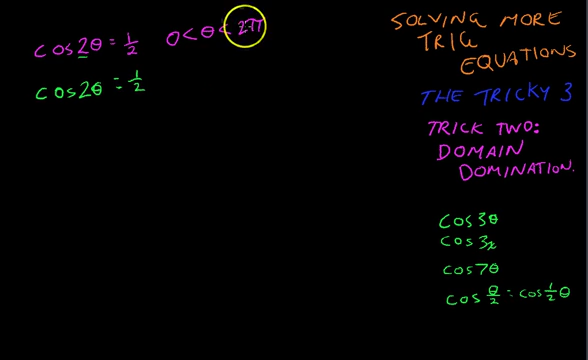 cos2θ = 1/2 0 < θ < 2π
cos2θ = 1/2
SOLVING MORE
TRIG
EQUATIONS
THE TRICKY 3
TRICK TWO:
DOMAIN
DOMINATION.
cos3θ
cos3x
cos7θ
cos θ/2 = cos 1/2 θ